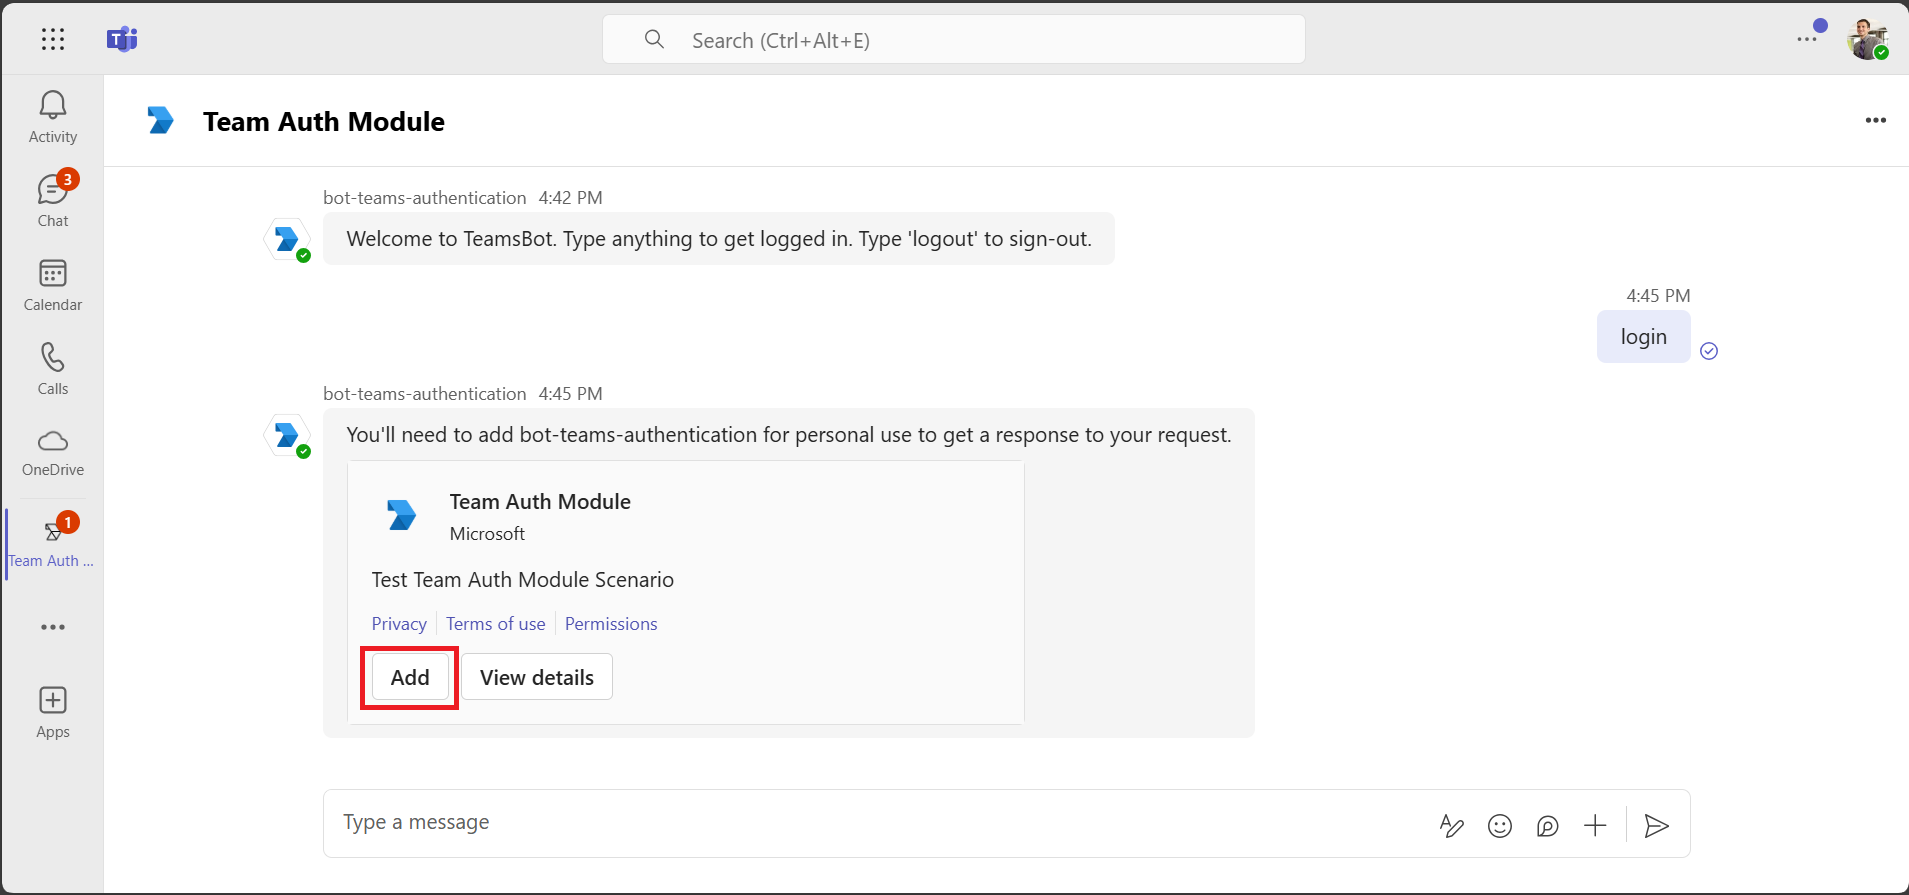 Search (Ctrl+Alt+E)
Activity
3
Chat
Calendar
Calls
OneDrive
1
Team Auth ...
Apps
Team Auth Module
bot-teams-authentication 4:42 PM
Welcome to TeamsBot. Type anything to get logged in. Type 'logout' to sign-out.
4:45 PM
login
bot-teams-authentication 4:45 PM
You'll need to add bot-teams-authentication for personal use to get a response to your request.
Team Auth Module
Microsoft
Test Team Auth Module Scenario
Privacy Terms of use Permissions
Add View details
Type a message